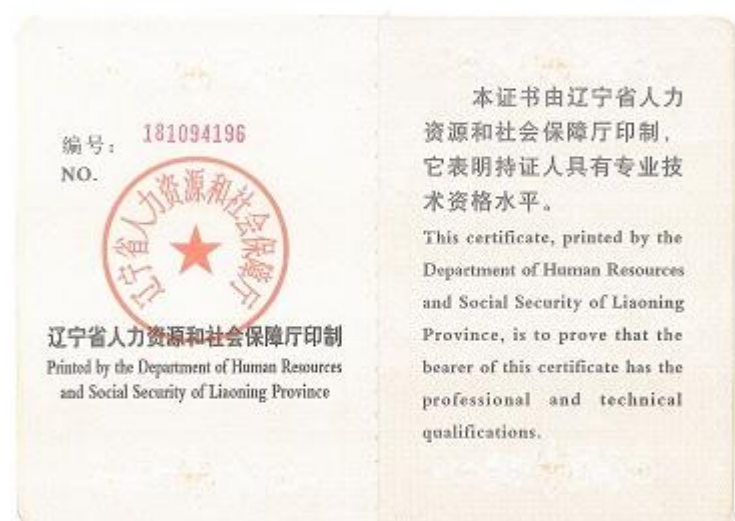 编号： 181094196
NO.
辽宁省人力资源和社会保障厅
辽宁省人力资源和社会保障厅印制
Printed by the Department of Human Resources
and Social Security of Liaoning Province
本证书由辽宁省人力
资源和社会保障厅印制，
它表明持证人具有专业技
术资格水平。
This certificate, printed by the
Department of Human Resources
and Social Security of Liaoning
Province, is to prove that the
bearer of this certificate has the
professional and technical
qualifications.